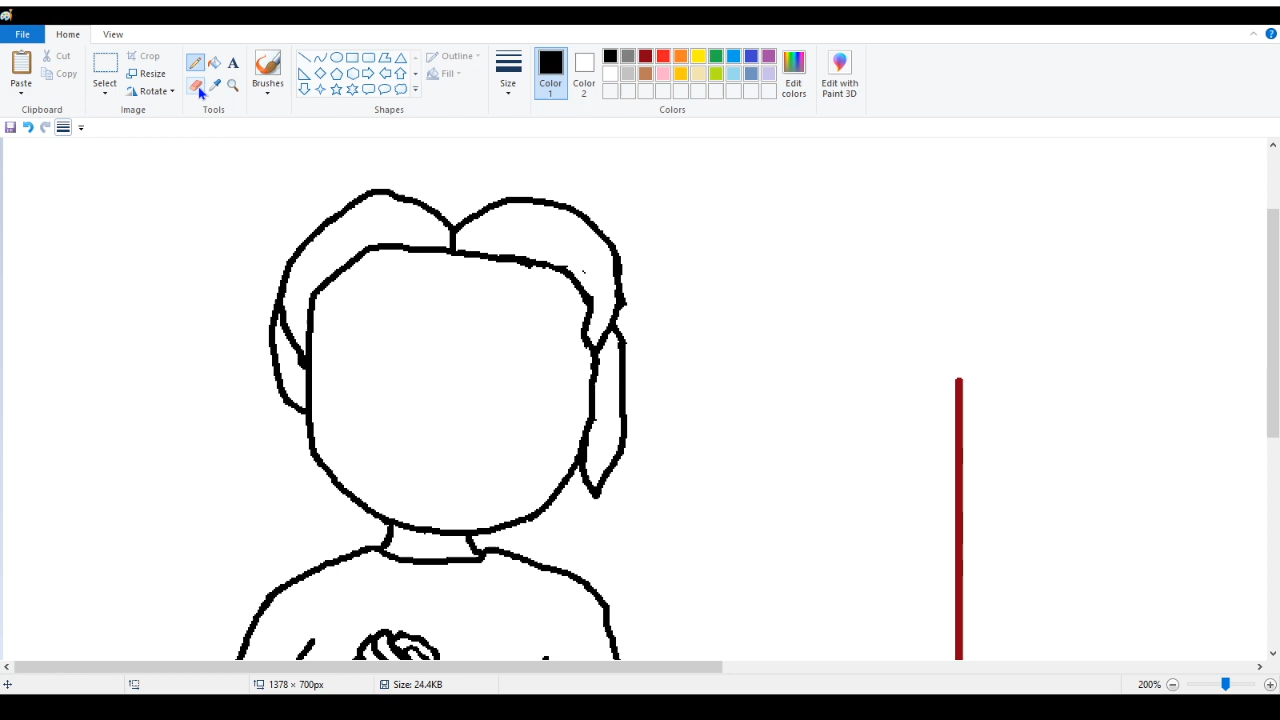 File Home View
Paste Cut Copy Clipboard
Select Crop Resize Rotate Image
A Tools
Brushes
Outline Fill Shapes
Size
Color 1 Color 2 Edit colors Colors
Edit with Paint 3D
1378 × 700px Size: 24.4KB 200%